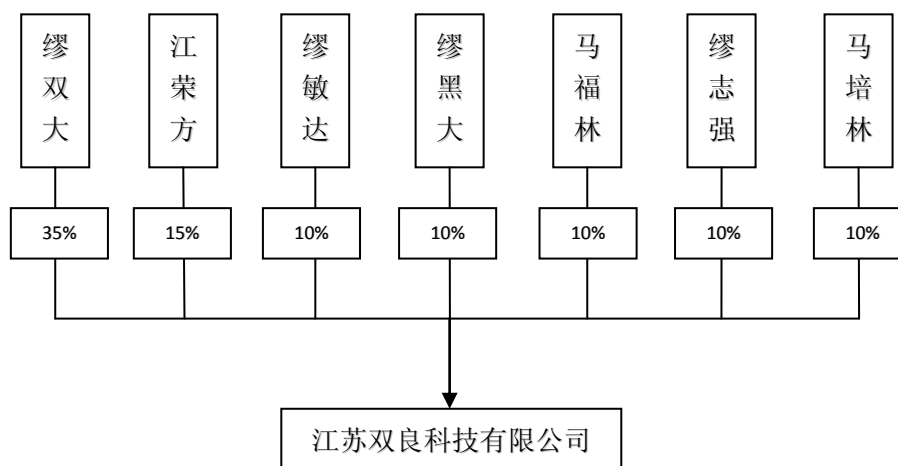 缪双大
江荣方
缪敏达
缪黑大
马福林
缪志强
马培林
35%
15%
10%
10%
10%
10%
10%
江苏双良科技有限公司